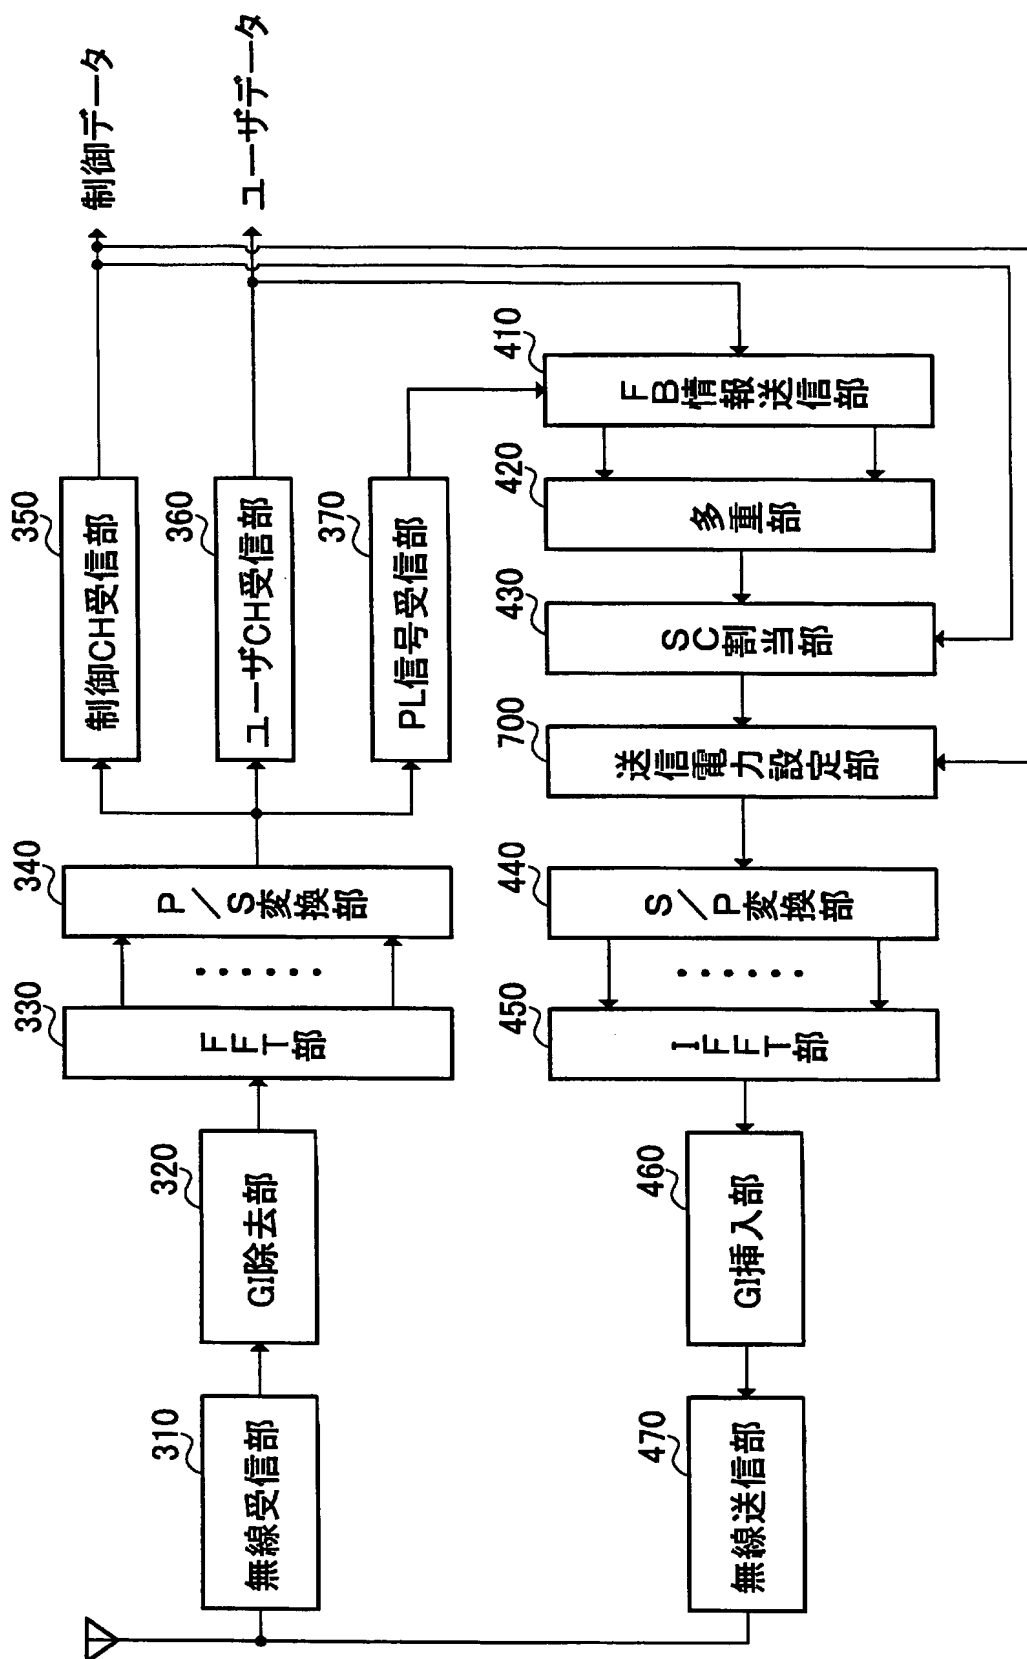 310
無線受信部
320
GI除去部
330
FFT部
340
P/S変換部
350
制御CH受信部
360
ユーザCH受信部
370
PL信号受信部
制御データ
ユーザデータ
410
FB情報送信部
420
多重部
430
SC割当部
700
送信電力設定部
440
S/P変換部
450
IFFT部
460
GI挿入部
470
無線送信部